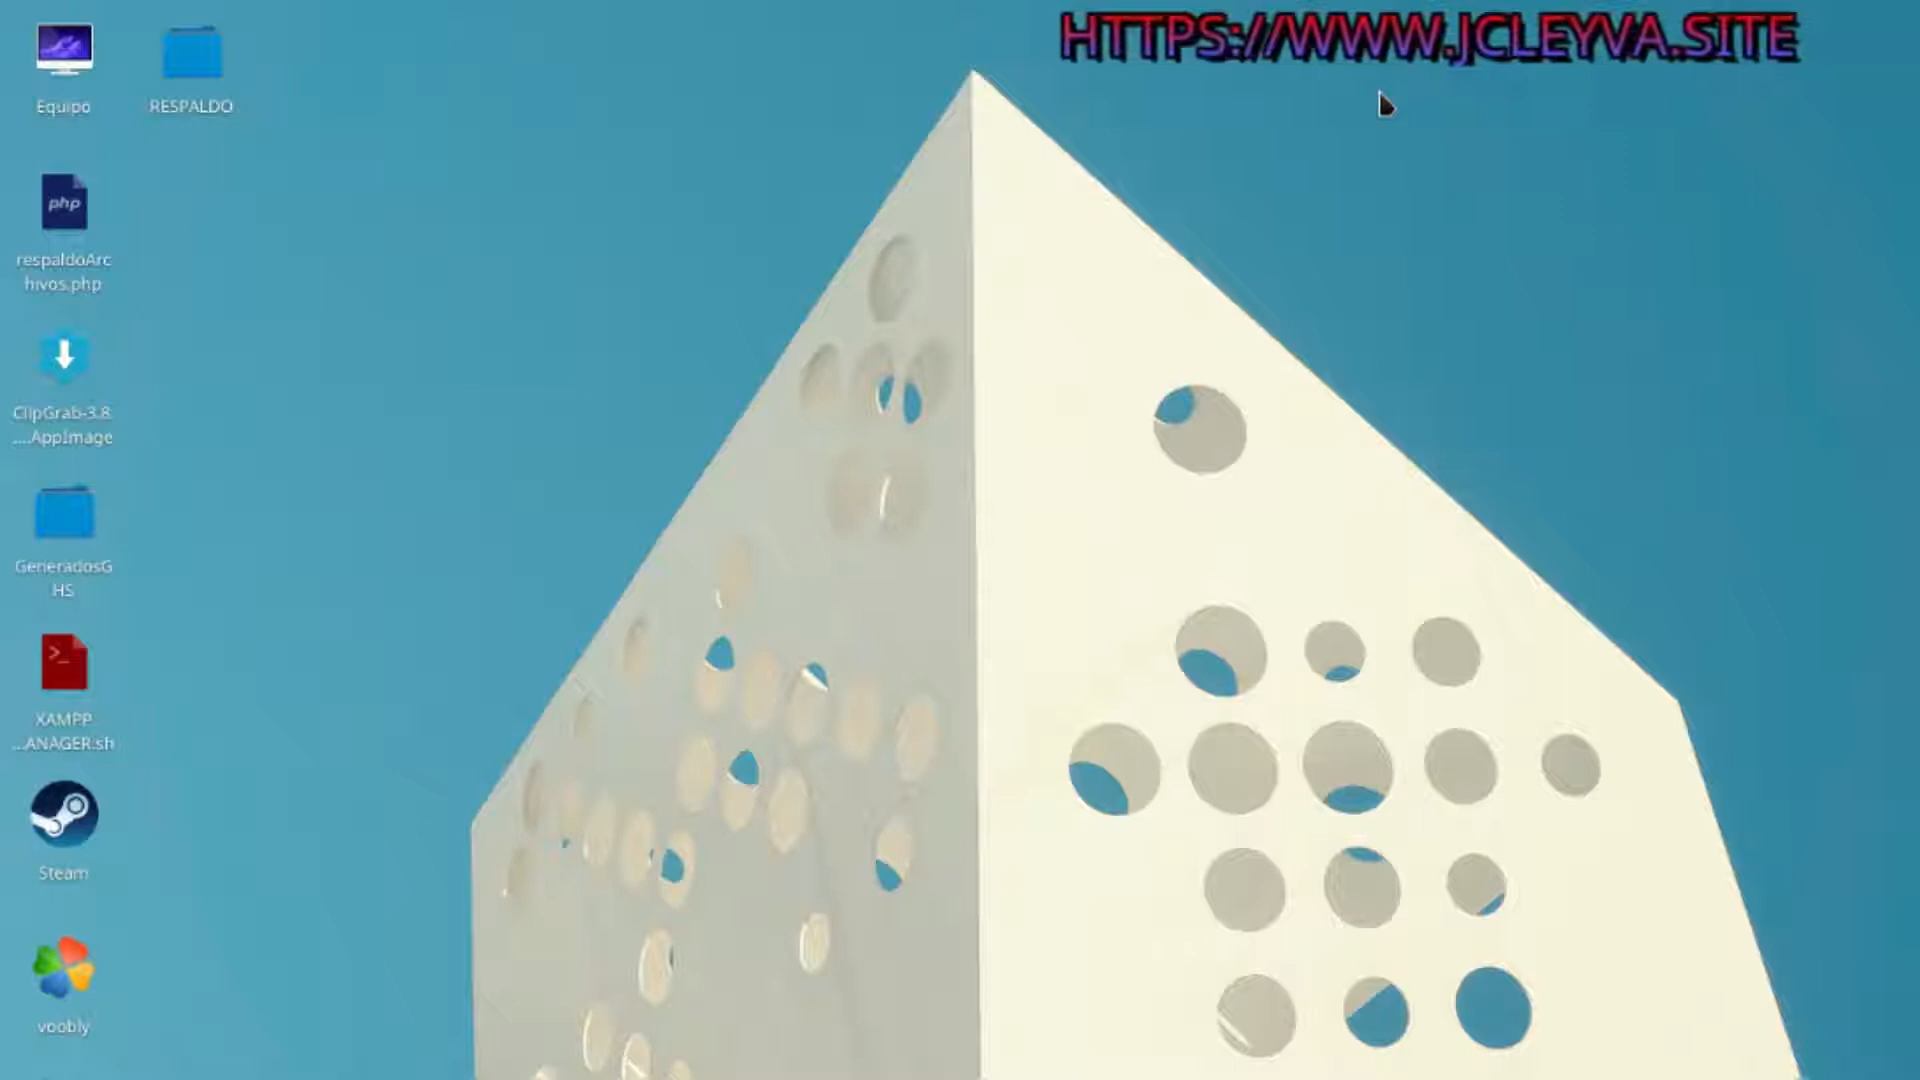 HTTPS://WWW.JCLEYVA.SITE
Equipo
RESPALDO
php
respaldoArc
hivos.php
ClipGrab-3.8.
....AppImage
GeneradosG
HS
>_
XAMPP
...ANAGER.sh
Steam
voobly